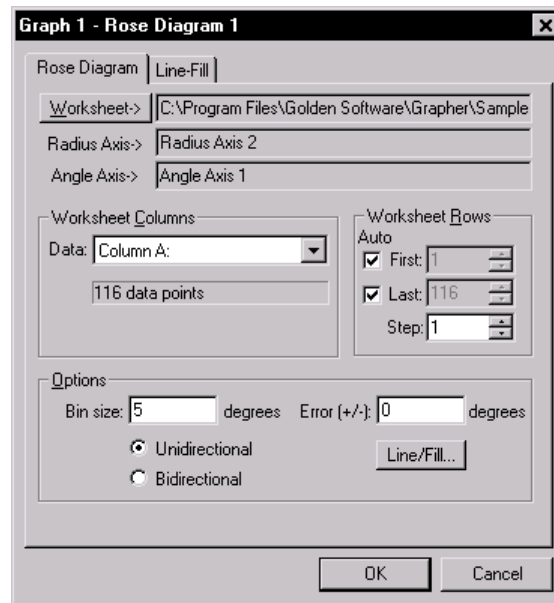 Graph 1 - Rose Diagram 1
Rose Diagram Line-Fill
Worksheet-> C:\Program Files\Golden Software\Grapher\Sample
Radius Axis-> Radius Axis 2
Angle Axis-> Angle Axis 1
Worksheet Columns
Data: Column A:
116 data points
Worksheet Rows
Auto
First: 1
Last: 116
Step: 1
Options
Bin size: 5 degrees Error (+/-): 0 degrees
Unidirectional
Bidirectional
Line/Fill...
OK Cancel